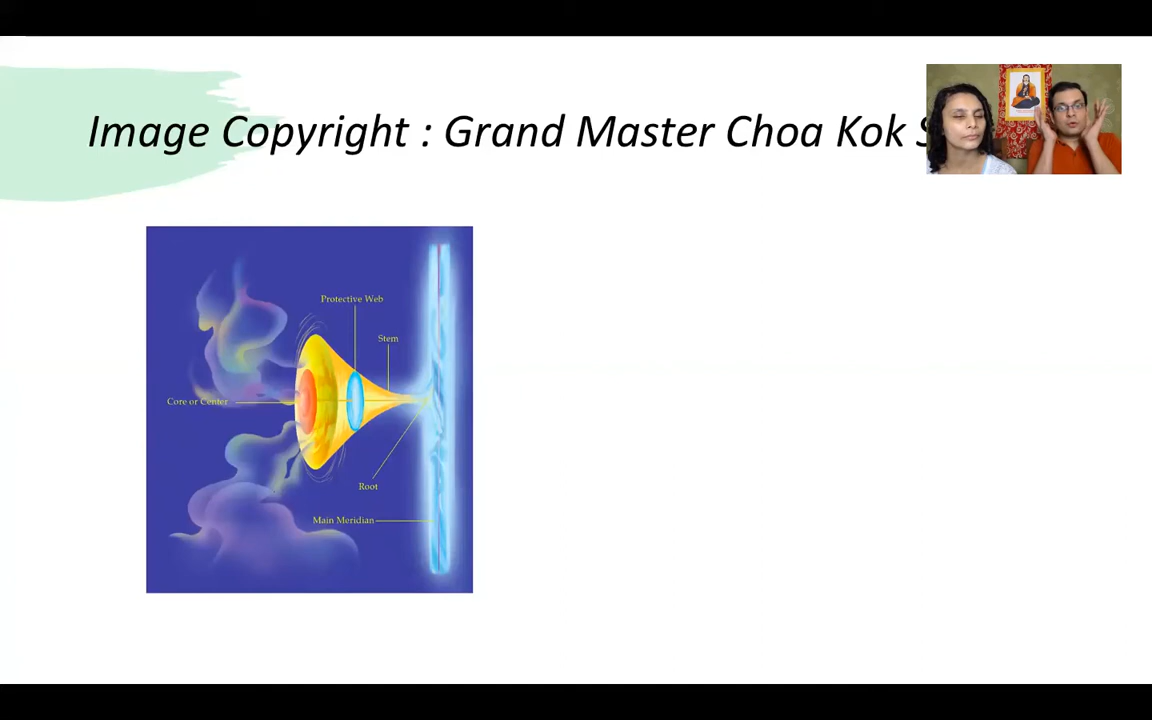 Image Copyright : Grand Master Choa Kok
Protective Web
Stem
Core or Center
Root
Main Meridian